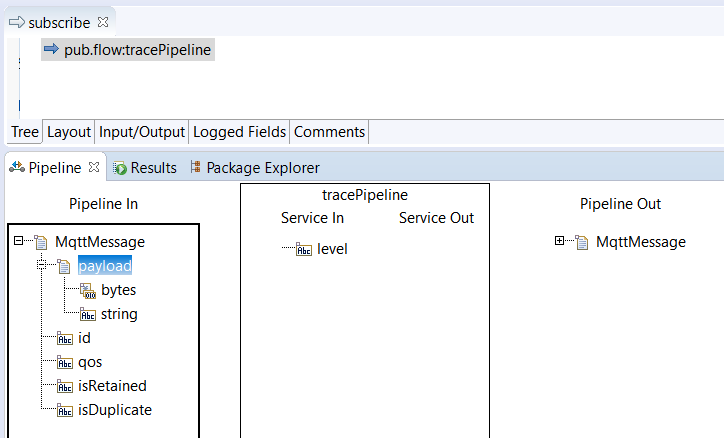 subscribe
pub.flow:tracePipeline
Tree Layout Input/Output Logged Fields Comments
Pipeline Results Package Explorer
Pipeline In
tracePipeline
Service In Service Out
Pipeline Out
MqttMessage
payload
bytes
string
id
qos
isRetained
isDuplicate
level
MqttMessage